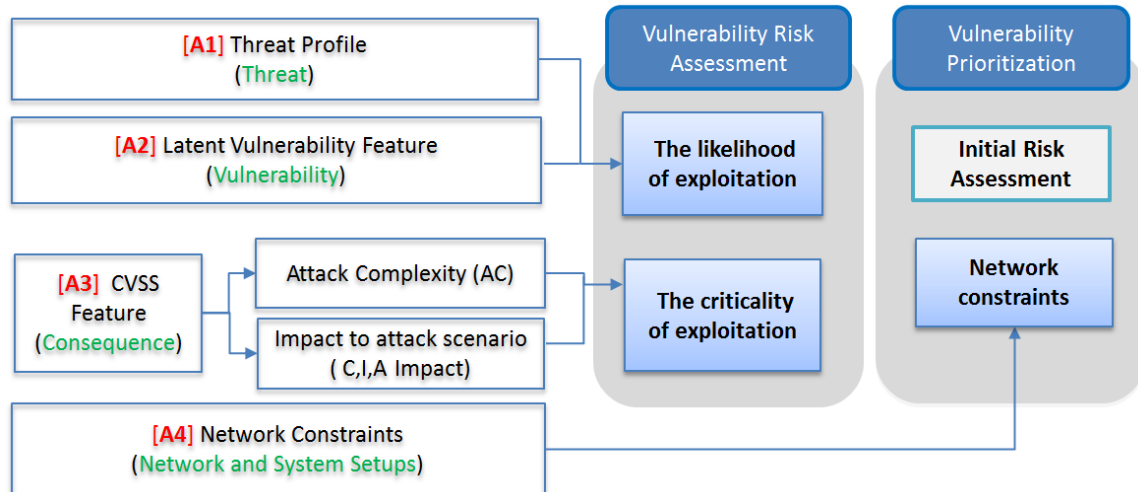 [A1] Threat Profile
(Threat)
[A2] Latent Vulnerability Feature
(Vulnerability)
[A3] CVSS
Feature
(Consequence)
Attack Complexity (AC)
Impact to attack scenario
( C,I,A Impact)
[A4] Network Constraints
(Network and System Setups)
Vulnerability Risk
Assessment
The likelihood
of exploitation
The criticality
of exploitation
Vulnerability
Prioritization
Initial Risk
Assessment
Network
constraints